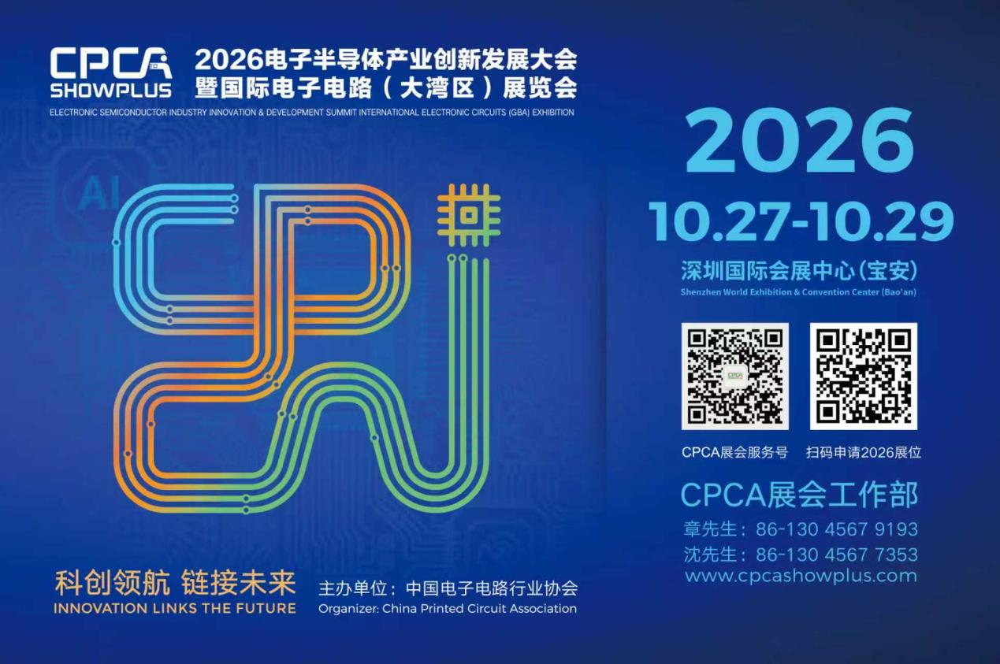 CPCA
SHOWPLUS
2026电子半导体产业创新发展大会
暨国际电子电路（大湾区）展览会
ELECTRONIC SEMICONDUCTOR INDUSTRY INNOVATION & DEVELOPMENT SUMMIT INTERNATIONAL ELECTRONIC CIRCUITS (GBA) EXHIBITION
AI
科创领航 链接未来
INNOVATION LINKS THE FUTURE
主办单位：中国电子电路行业协会
Organizer: China Printed Circuit Association
2026
10.27-10.29
深圳国际会展中心（宝安）
Shenzhen World Exhibition & Convention Center (Bao'an)
CPCA展会服务号
扫码申请2026展位
CPCA展会工作部
章先生：86-130 4567 9193
沈先生：86-130 4567 7353
www.cpcashowplus.com